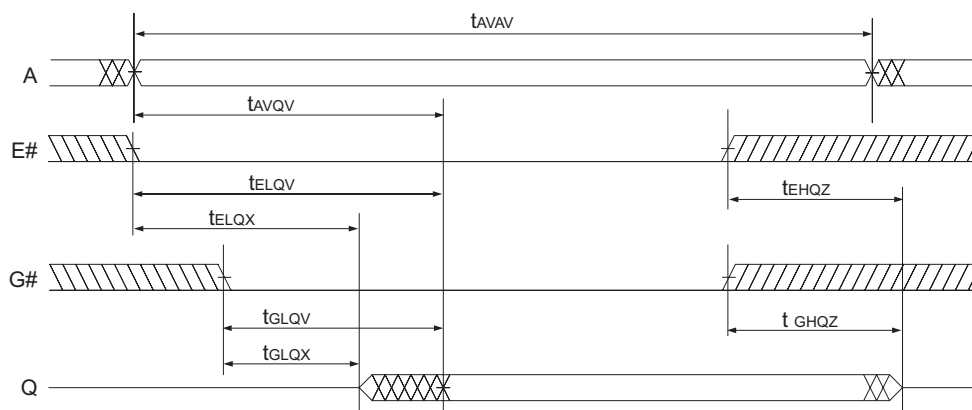 tAVAV
A
tAVQV
E#
tELQV
tEHQZ
tELQX
G#
tGLQV
t GHQZ
tGLQX
Q